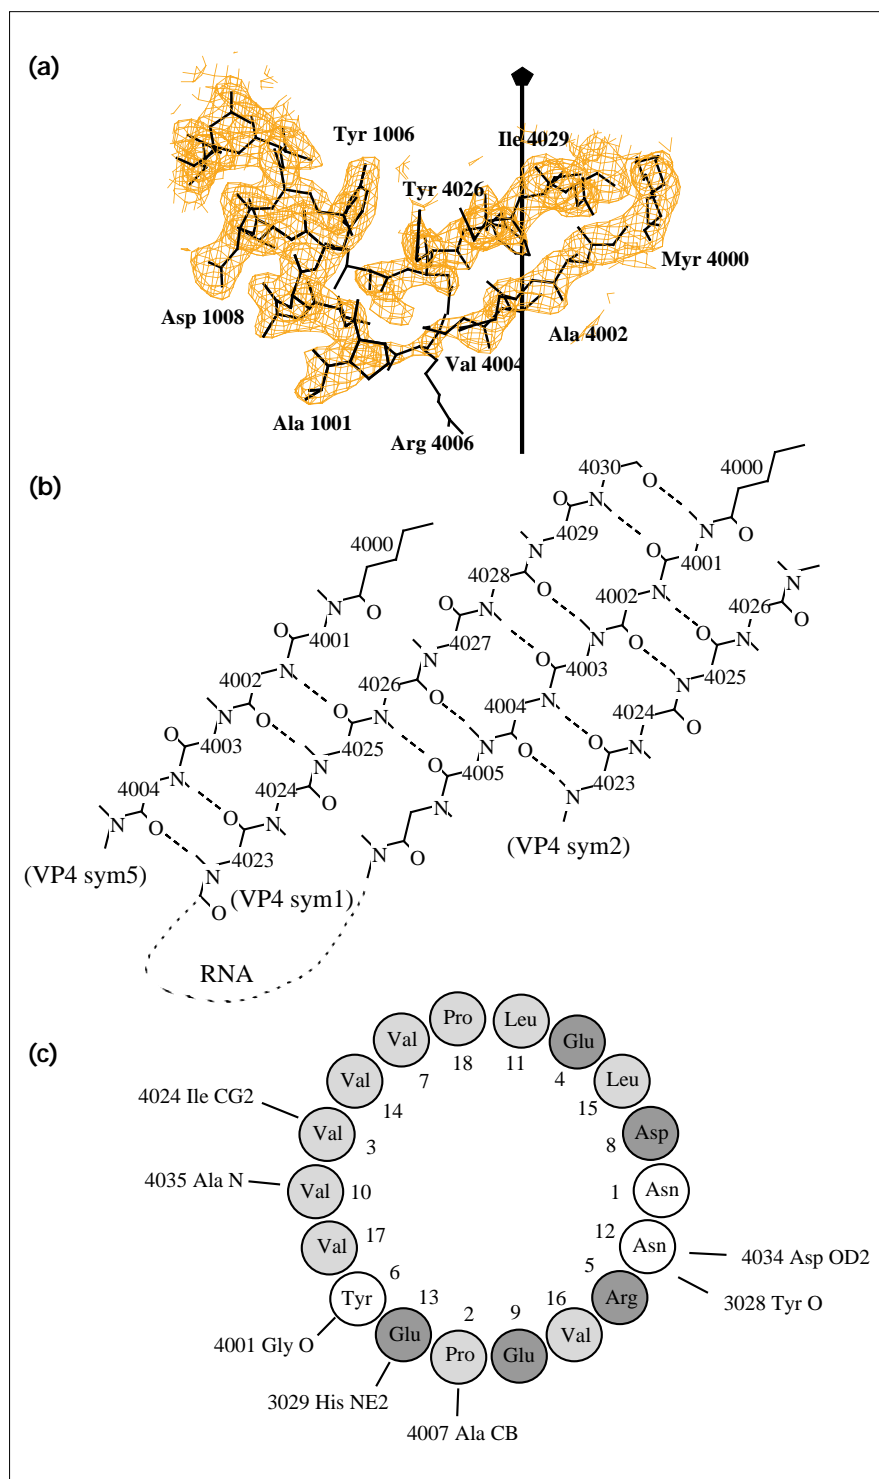 (a)
Tyr 1006
Ile 4029
Tyr 4026
Myr 4000
Asp 1008
Ala 4002
Val 4004
Ala 1001
Arg 4006
(b)
4030
4000
O
O
N
N
4029
O
N
O
4001
4000
N
4028
O
4002
N
4026
N
O
O
N
N
O
4001
O
4027
N
O
O
N
4002
N
4026
N
4003
O
N
4025
N
O
O
N
O
4004
N
4024
O
O
4003
4025
N
O
O
N
4004
N
4024
O
4005
4023
N
O
O
N
O
N
N
4023
N
O
(VP4 sym2)
(VP4 sym5)
N
(VP4 sym1)
O
RNA
(c)
Pro
Leu
Val
Glu
18
11
7
4
Val
Leu
14
15
4024 Ile CG2
Val
Asp
3
8
4035 Ala N
Val
10
1
Asn
Val
17
12
Asn
4034 Asp OD2
6
5
Tyr
13
2
9
16
Arg
3028 Tyr O
4001 Gly O
Glu
Pro
Glu
Val
3029 His NE2
4007 Ala CB